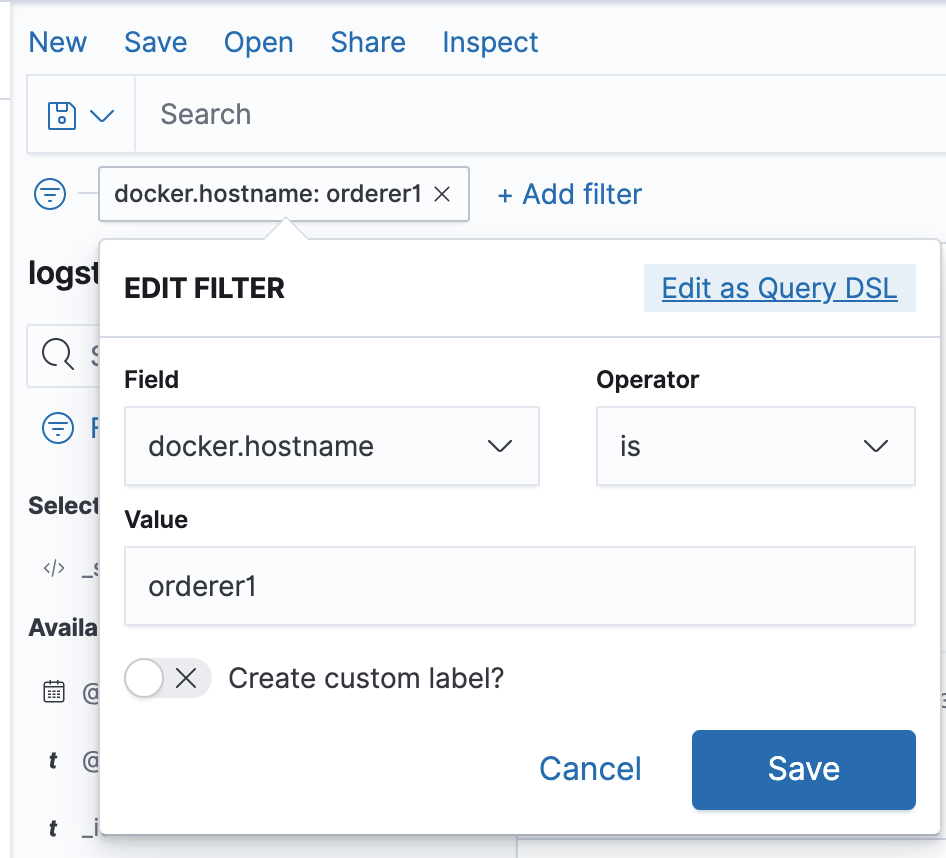 New Save Open Share Inspect
Search
docker.hostname: orderer1 + Add filter
EDIT FILTER Edit as Query DSL
Field Operator
docker.hostname is
Value
orderer1
Create custom label?
Cancel Save